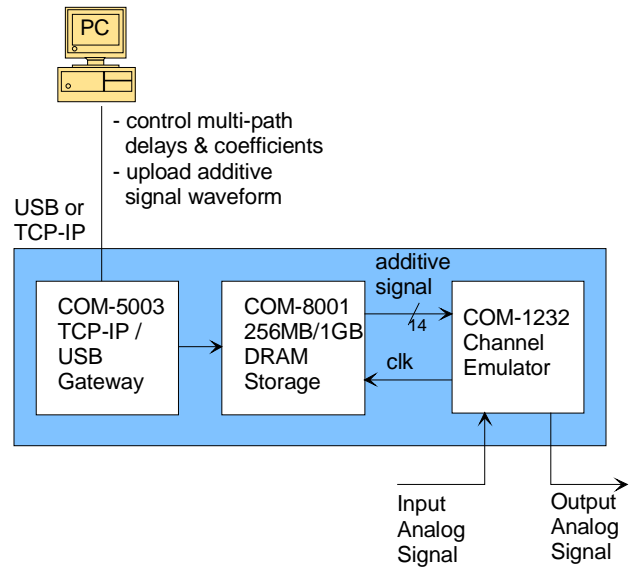 PC
- control multi-path
delays & coefficients
- upload additive
signal waveform
USB or
TCP-IP
COM-5003
TCP-IP /
USB
Gateway
COM-8001
256MB/1GB
DRAM
Storage
additive
signal
14
clk
COM-1232
Channel
Emulator
Input
Analog
Signal
Output
Analog
Signal